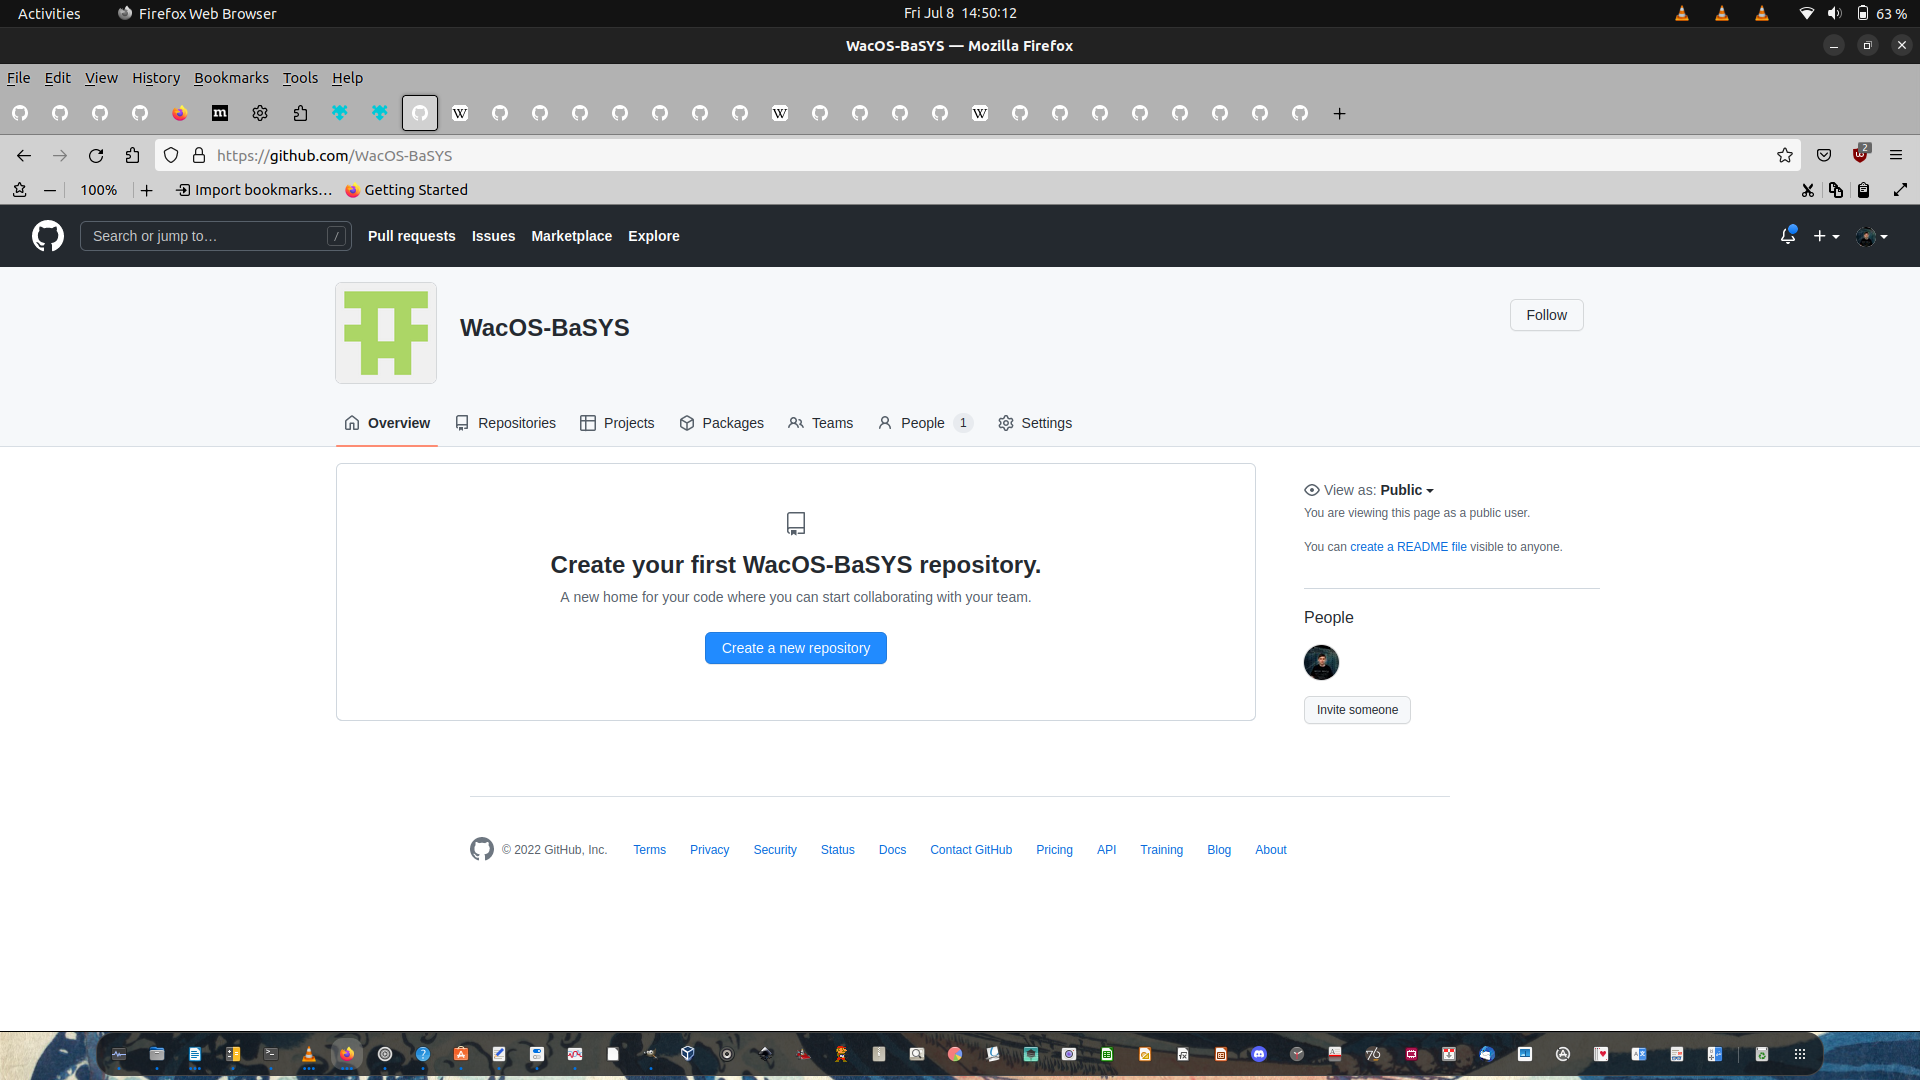 Activities Firefox Web Browser Fri Jul 8 14:50:12 63 %
WacOS-BaSYS — Mozilla Firefox
File Edit View History Bookmarks Tools Help
https://github.com/WacOS-BaSYS 2
100% Import bookmarks… Getting Started
Search or jump to… / Pull requests Issues Marketplace Explore
WacOS-BaSYS
Follow
Overview Repositories Projects Packages Teams People 1 Settings
View as: Public
You are viewing this page as a public user.
You can create a README file visible to anyone.
Create your first WacOS-BaSYS repository.
A new home for your code where you can start collaborating with your team.
Create a new repository
People
Invite someone
© 2022 GitHub, Inc. Terms Privacy Security Status Docs Contact GitHub Pricing API Training Blog About